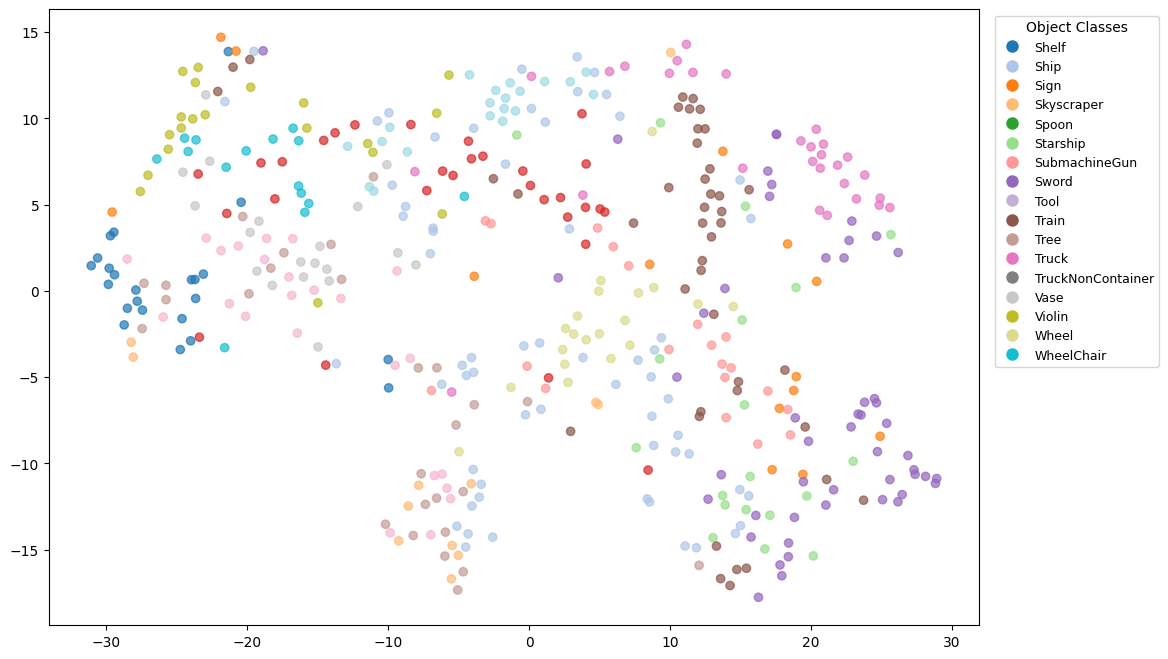 Object Classes
Shelf
Ship
Sign
Skyscraper
Spoon
Starship
SubmachineGun
Sword
Tool
Train
Tree
Truck
TruckNonContainer
Vase
Violin
Wheel
WheelChair
15
10
5
0
−5
−10
−15
−30 −20 −10 0 10 20 30